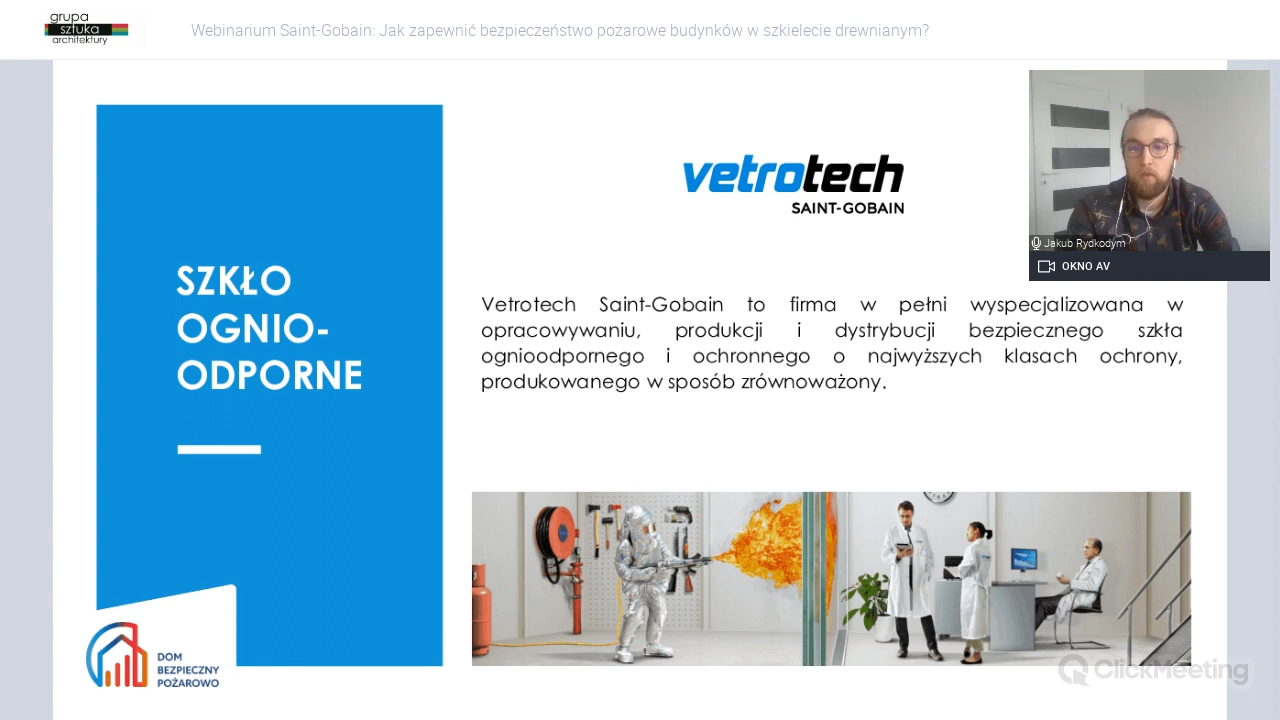 grupa
sztuka
architektury
Webinarium Saint-Gobain: Jak zapewnić bezpieczeństwo pożarowe budynków w szkielecie drewnianym?
vetrotech
SAINT-GOBAIN
Jakub Rydkodym
OKNO AV
SZKŁO
OGNIO-
ODPORNE
Vetrotech Saint-Gobain to firma w pełni wyspecjalizowana w
opracowywaniu, produkcji i dystrybucji bezpiecznego szkła
ognioodpornego i ochronnego o najwyższych klasach ochrony,
produkowanego w sposób zrównoważony.
DOM
BEZPIECZNY
POŻAROWO
ClickMeeting